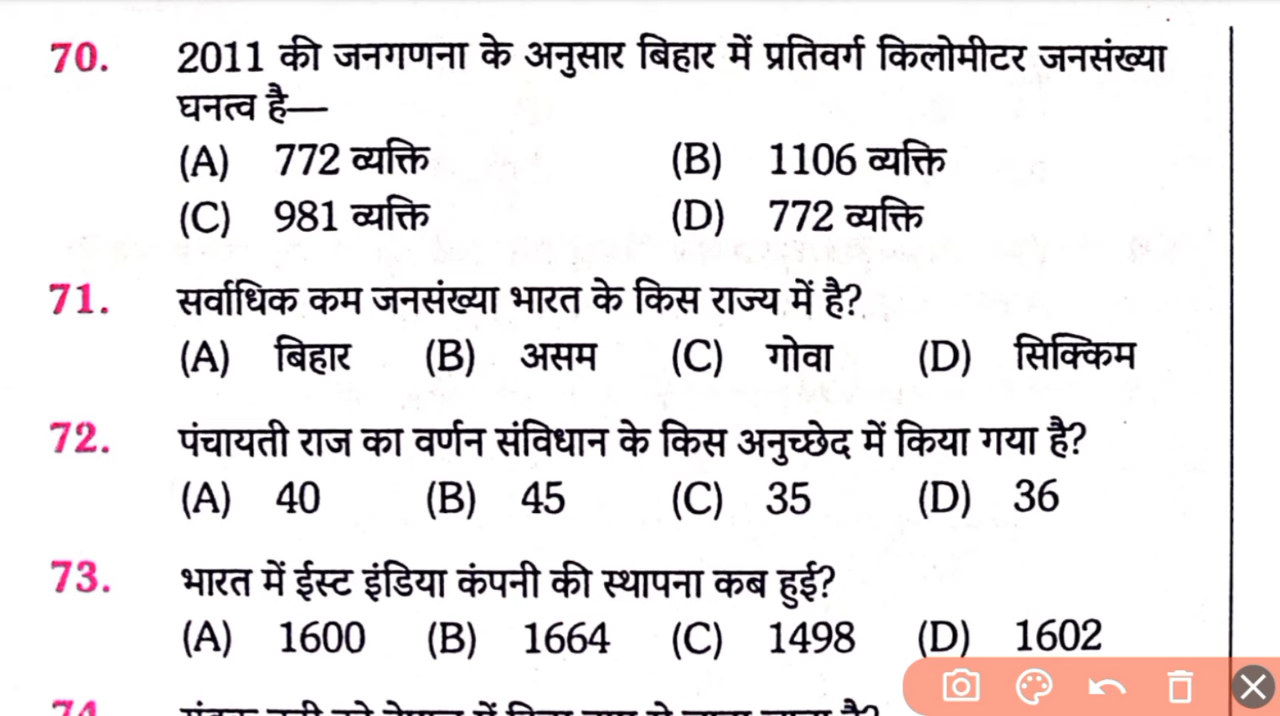 70. 2011 की जनगणना के अनुसार बिहार में प्रतिवर्ग किलोमीटर जनसंख्या
घनत्व है—
(A) 772 व्यक्ति (B) 1106 व्यक्ति
(C) 981 व्यक्ति (D) 772 व्यक्ति
71. सर्वाधिक कम जनसंख्या भारत के किस राज्य में है?
(A) बिहार (B) असम (C) गोवा (D) सिक्किम
72. पंचायती राज का वर्णन संविधान के किस अनुच्छेद में किया गया है?
(A) 40 (B) 45 (C) 35 (D) 36
73. भारत में ईस्ट इंडिया कंपनी की स्थापना कब हुई?
(A) 1600 (B) 1664 (C) 1498 (D) 1602
74.